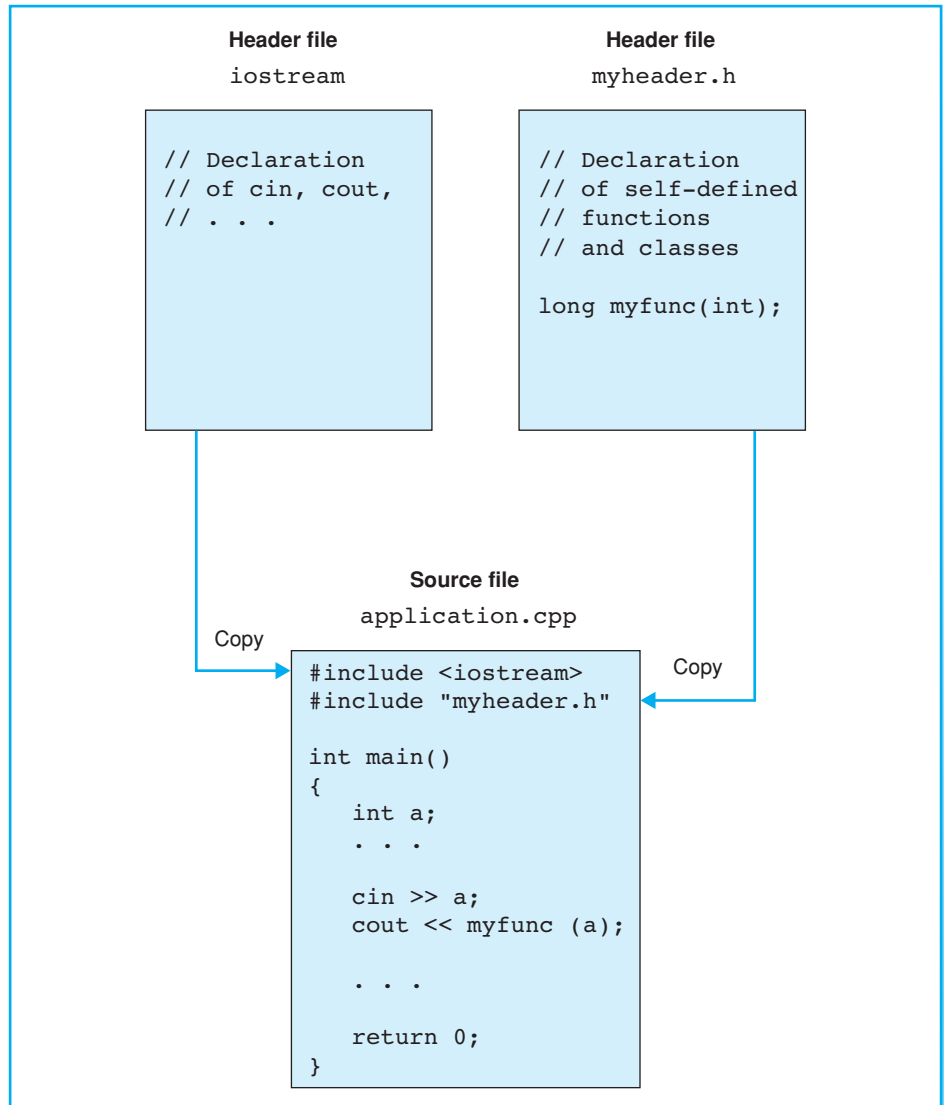 Header file
iostream
// Declaration
// of cin, cout,
// . . .
Header file
myheader.h
// Declaration
// of self-defined
// functions
// and classes
long myfunc(int);
Source file
application.cpp
Copy
Copy
#include <iostream>
#include "myheader.h"
int main()
{
   int a;
   . . .
   cin >> a;
   cout << myfunc (a);
   . . .
   return 0;
}